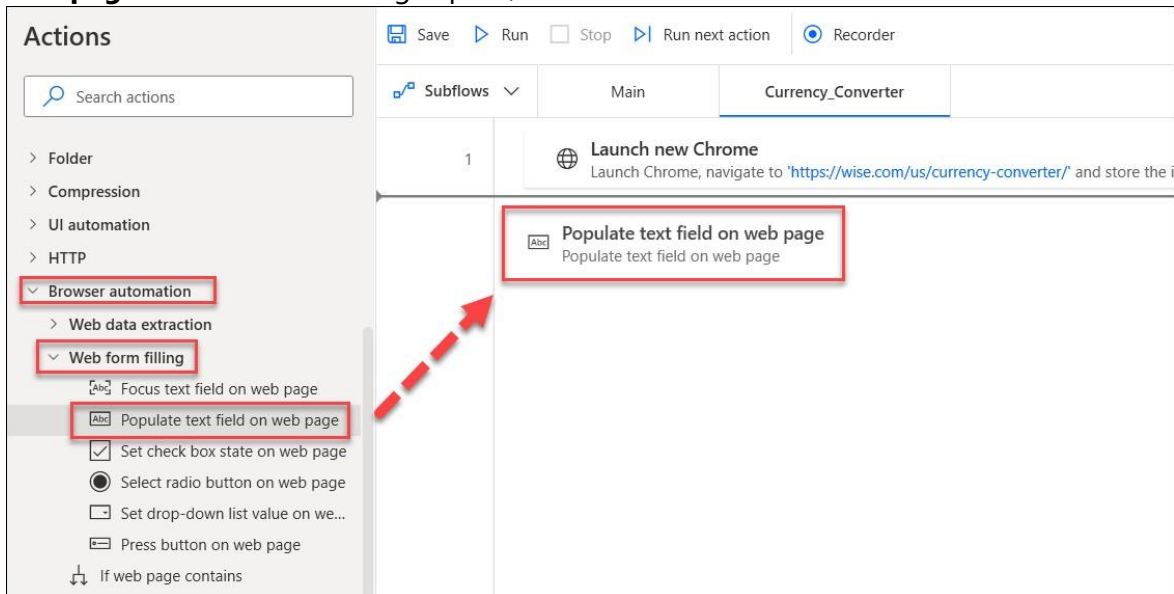 Actions
Search actions
Folder
Compression
UI automation
HTTP
Browser automation
Web data extraction
Web form filling
Focus text field on web page
Populate text field on web page
Set check box state on web page
Select radio button on web page
Set drop-down list value on we...
Press button on web page
If web page contains
Save Run Stop Run next action Recorder
Subflows Main Currency_Converter
1
Launch new Chrome
Launch Chrome, navigate to 'https://wise.com/us/currency-converter/' and store the i
Abc Populate text field on web page
Populate text field on web page